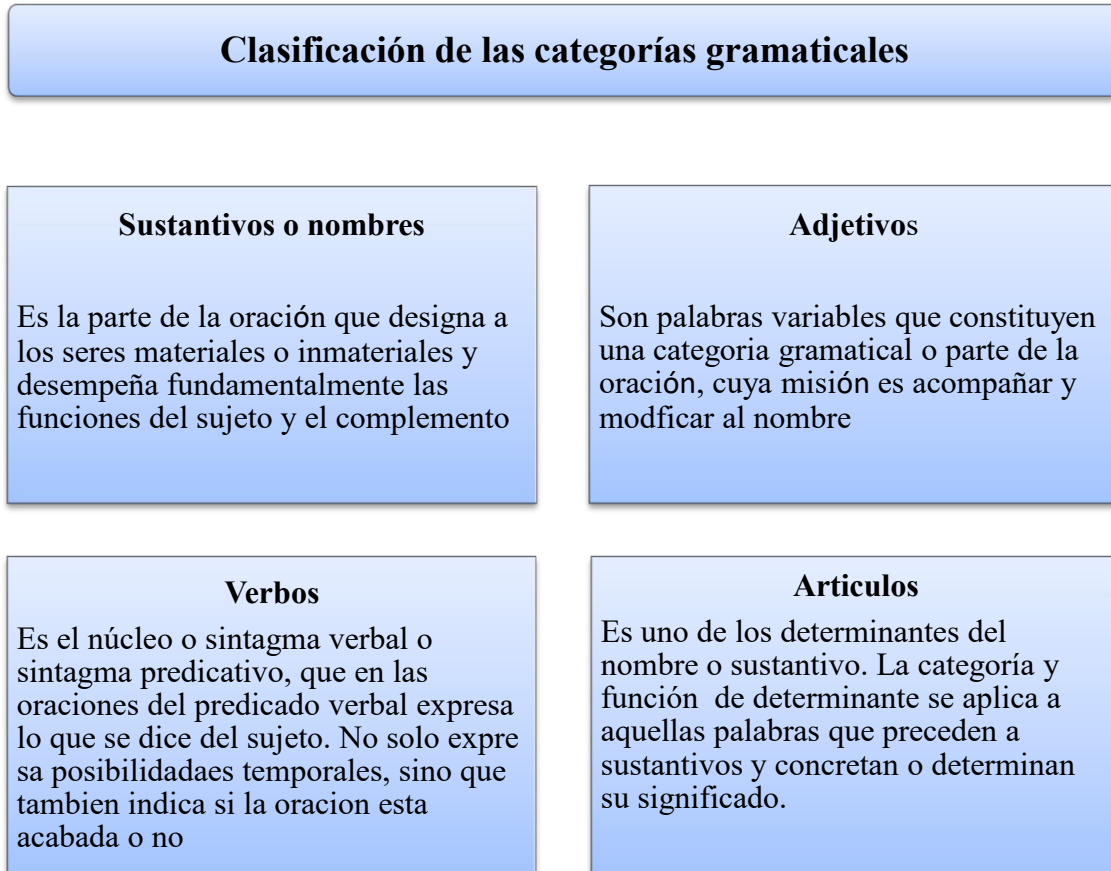 Clasificación de las categorías gramaticales
Sustantivos o nombres
Es la parte de la oración que designa a
los seres materiales o inmateriales y
desempeña fundamentalmente las
funciones del sujeto y el complemento
Adjetivos
Son palabras variables que constituyen
una categoria gramatical o parte de la
oración, cuya misión es acompañar y
modficar al nombre
Verbos
Es el núcleo o sintagma verbal o
sintagma predicativo, que en las
oraciones del predicado verbal expresa
lo que se dice del sujeto. No solo expre
sa posibilidadaes temporales, sino que
tambien indica si la oracion esta
acabada o no
Articulos
Es uno de los determinantes del
nombre o sustantivo. La categoría y
función  de determinante se aplica a
aquellas palabras que preceden a
sustantivos y concretan o determinan
su significado.